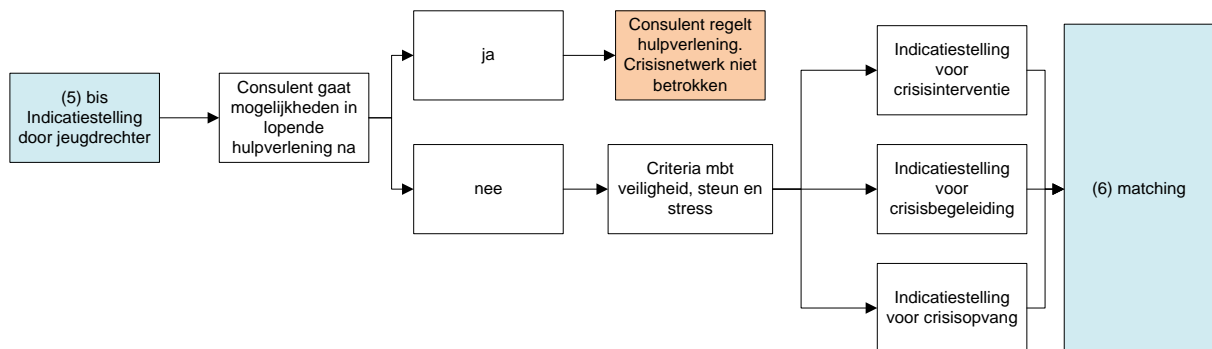 (5) bis
Indicatiestelling
door jeugdrechter
Consulent gaat
mogelijkheden in
lopende
hulpverlening na
ja
Consulent regelt
hulpverlening.
Crisisnetwerk niet
betrokken
nee
Criteria mbt
veiligheid, steun en
stress
Indicatiestelling
voor
crisisinterventie
Indicatiestelling
voor
crisisbegeleiding
Indicatiestelling
voor crisisopvang
(6) matching